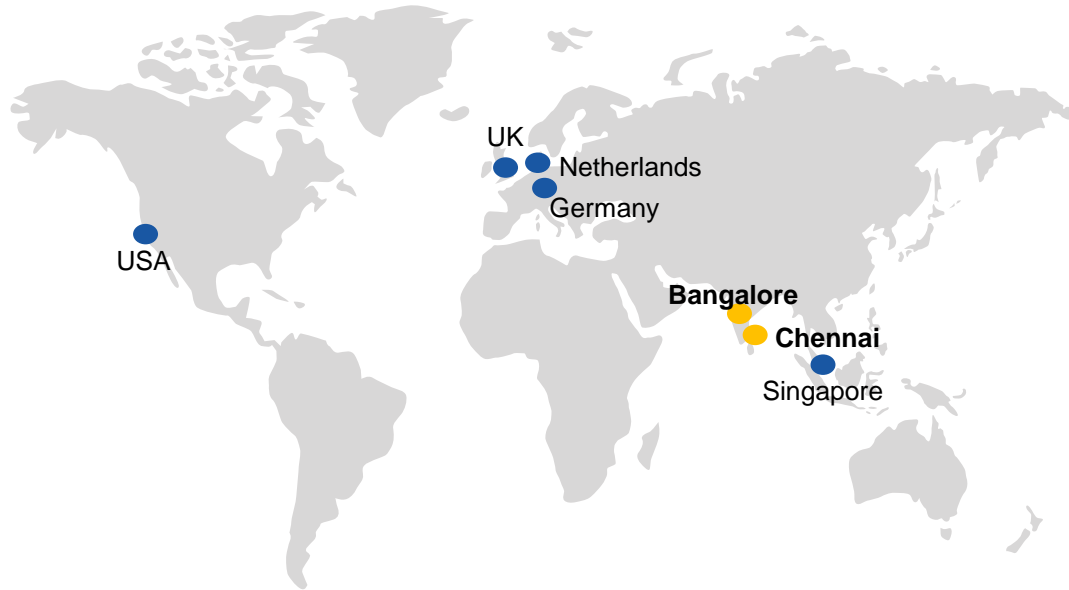 UK
Netherlands
Germany
USA
Bangalore
Chennai
Singapore